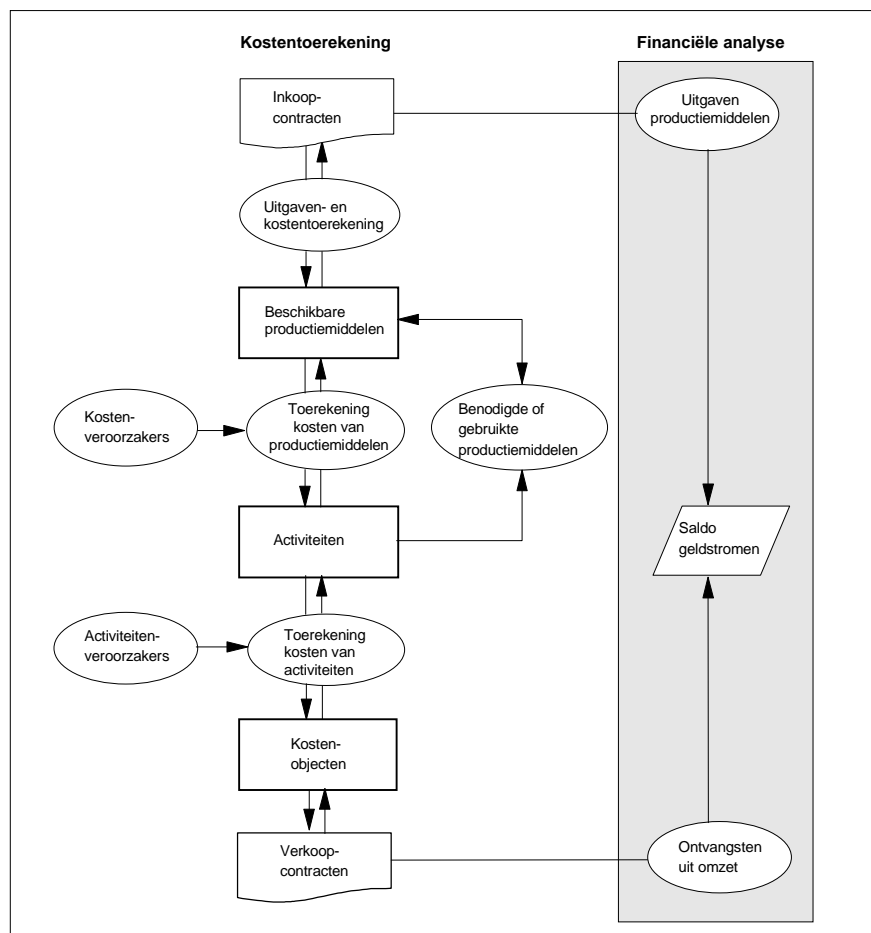 Kostentoerekening
Financiële analyse
Inkoop-
contracten
Uitgaven
productiemiddelen
Uitgaven- en
kostentoerekening
Beschikbare
productiemiddelen
Kosten-
veroorzakers
Toerekening
kosten van
productiemiddelen
Benodigde of
gebruikte
productiemiddelen
Activiteiten
Saldo
geldstromen
Activiteiten-
veroorzakers
Toerekening
kosten van
activiteiten
Kosten-
objecten
Verkoop-
contracten
Ontvangsten
uit omzet